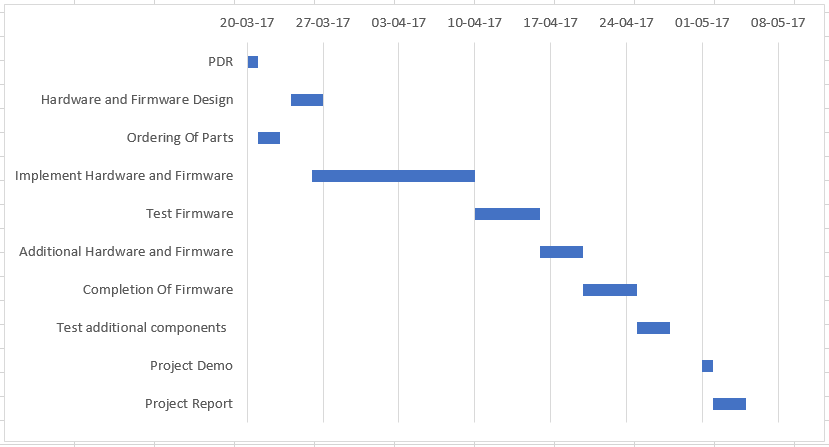 20-03-17 27-03-17 03-04-17 10-04-17 17-04-17 24-04-17 01-05-17 08-05-17
PDR
Hardware and Firmware Design
Ordering Of Parts
Implement Hardware and Firmware
Test Firmware
Additional Hardware and Firmware
Completion Of Firmware
Test additional components
Project Demo
Project Report